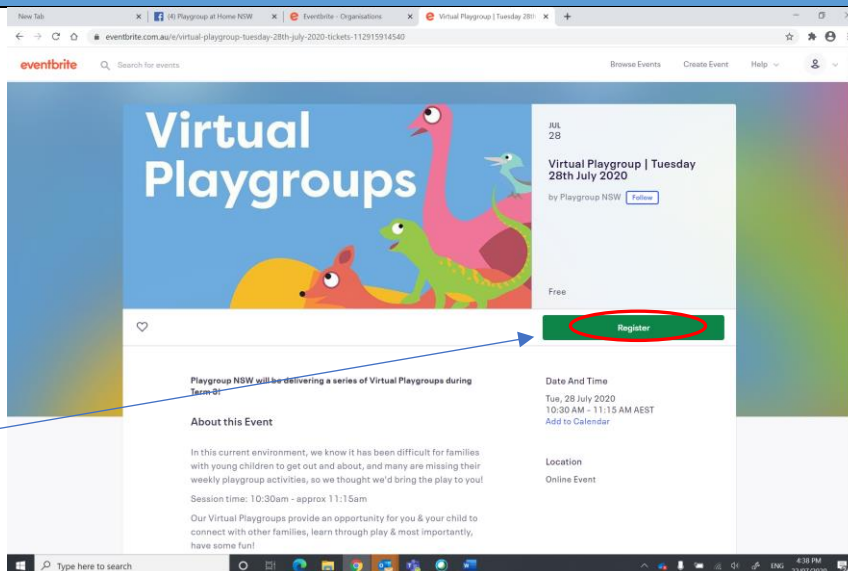 New Tab
(4) Playgroup at Home NSW
Eventbrite - Organisations
Virtual Playgroup | Tuesday 28th
eventbrite.com.au/e/virtual-playgroup-tuesday-28th-july-2020-tickets-112915914540
eventbrite
Search for events
Browse Events
Create Event
Help
Virtual
Playgroups
JUL
28
Virtual Playgroup | Tuesday
28th July 2020
by Playgroup NSW
Follow
Free
Register
Playgroup NSW will be delivering a series of Virtual Playgroups during
Term 3!
About this Event
In this current environment, we know it has been difficult for families
with young children to get out and about, and many are missing their
weekly playgroup activities, so we thought we'd bring the play to you!
Session time: 10:30am - approx 11:15am
Our Virtual Playgroups provide an opportunity for you & your child to
connect with other families, learn through play & most importantly,
have some fun!
Date And Time
Tue, 28 July 2020
10:30 AM – 11:15 AM AEST
Add to Calendar
Location
Online Event
Type here to search
ENG
4:38 PM
22/07/2020